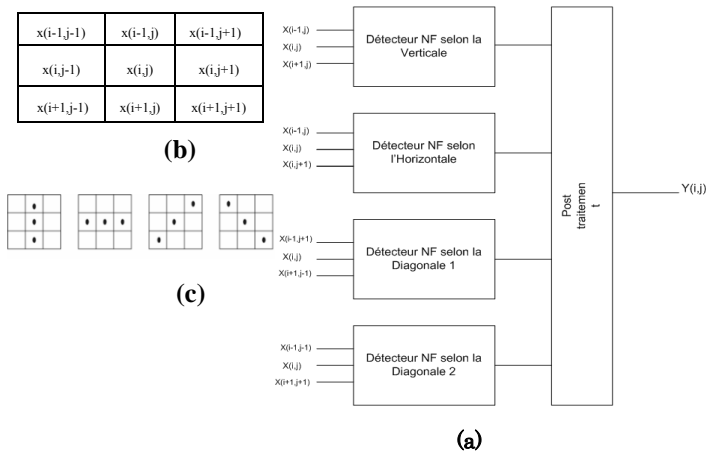 x(i-1,j-1) x(i-1,j) x(i-1,j+1)
x(i,j-1) x(i,j) x(i,j+1)
x(i+1,j-1) x(i+1,j) x(i+1,j+1)
(b)
(c)
X(i-1,j)
X(i,j)
X(i+1,j)
Détecteur NF selon la
Verticale
X(i-1,j)
X(i,j)
X(i,j+1)
Détecteur NF selon
l'Horizontale
X(i-1,j+1)
X(i,j)
X(i+1,j-1)
Détecteur NF selon la
Diagonale 1
X(i-1,j-1)
X(i,j)
X(i+1,j+1)
Détecteur NF selon la
Diagonale 2
Post
traitemen
t
Y(i,j)
(a)